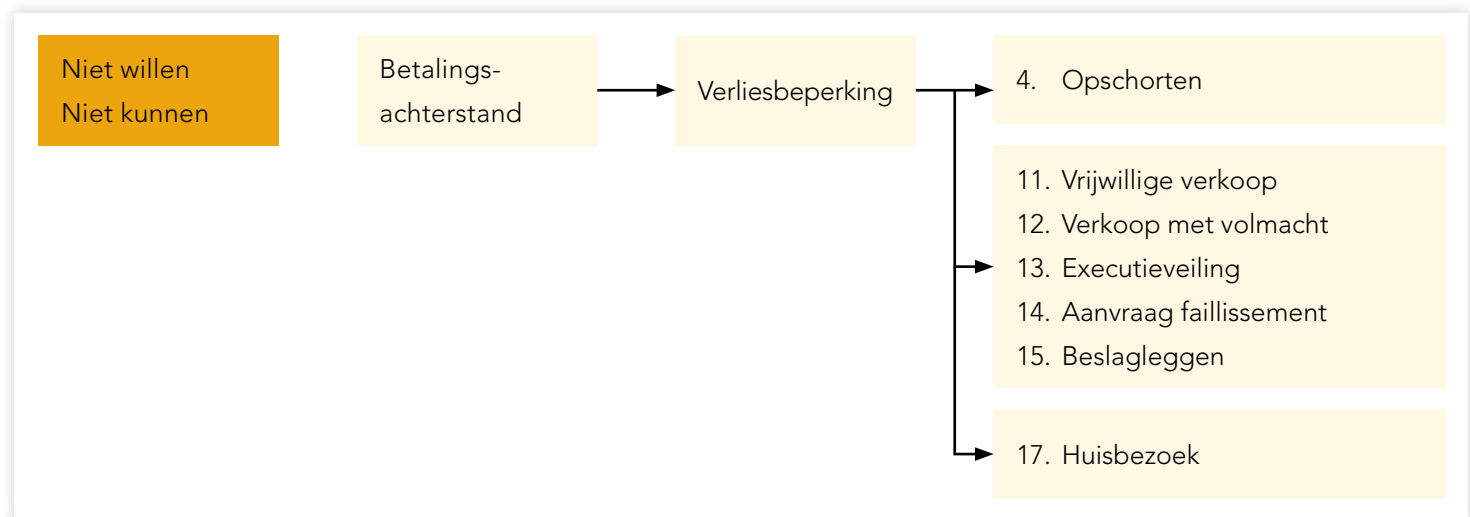 Niet willen
Niet kunnen
Betalings-
achterstand
Verliesbeperking
4. Opschorten
11. Vrijwillige verkoop
12. Verkoop met volmacht
13. Executieveiling
14. Aanvraag faillissement
15. Beslagleggen
17. Huisbezoek